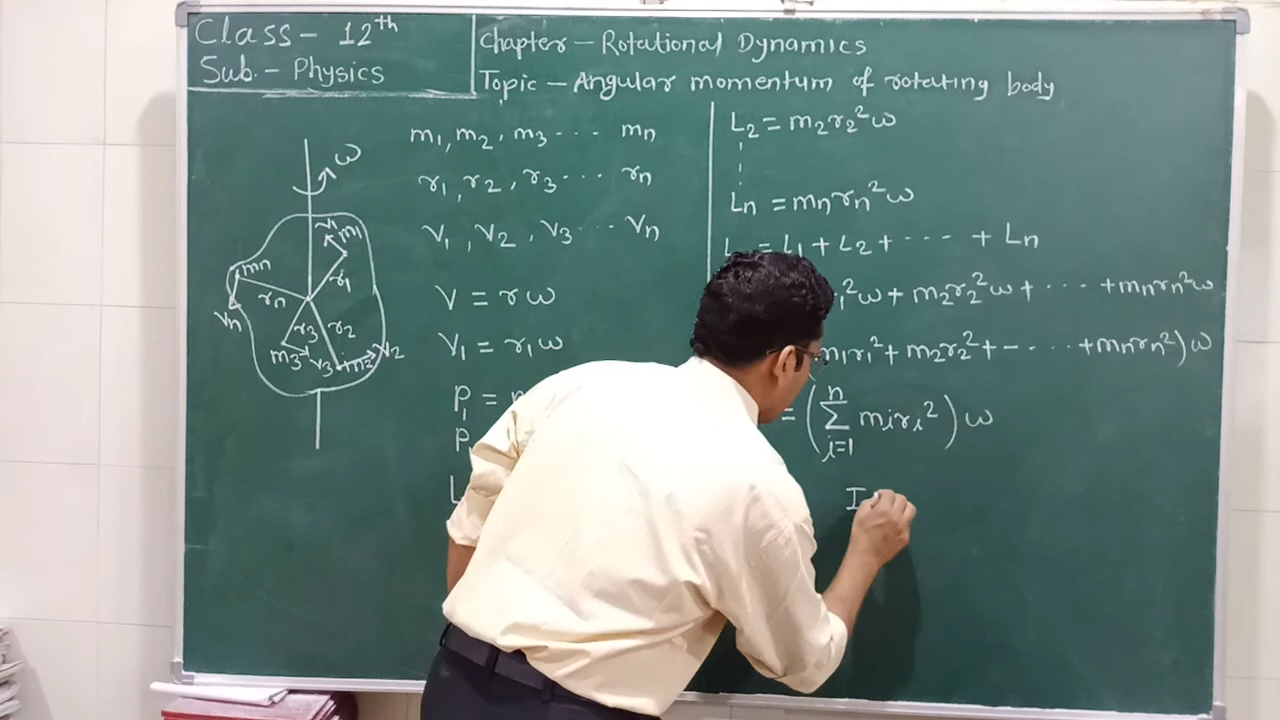 Class - 12th
Sub. - Physics
Chapter - Rotational Dynamics
Topic - Angular momentum of rotating body
ω
v1
m1
r1
mn
rn
vn
r3
r2
m3
v3
m2
v2
m1, m2, m3 ... mn
r1, r2, r3 ... rn
v1, v2, v3 ... vn
v = rω
v1 = r1ω
P1 =
P
L
L2 = m2r2²ω
Ln = mnrn²ω
L = L1 + L2 + ... + Ln
²ω + m2r2²ω + ... + mnrn²ω
m1r1² + m2r2² + - ... + mnrn²)ω
= (∑ i=1 n miri²)ω
I